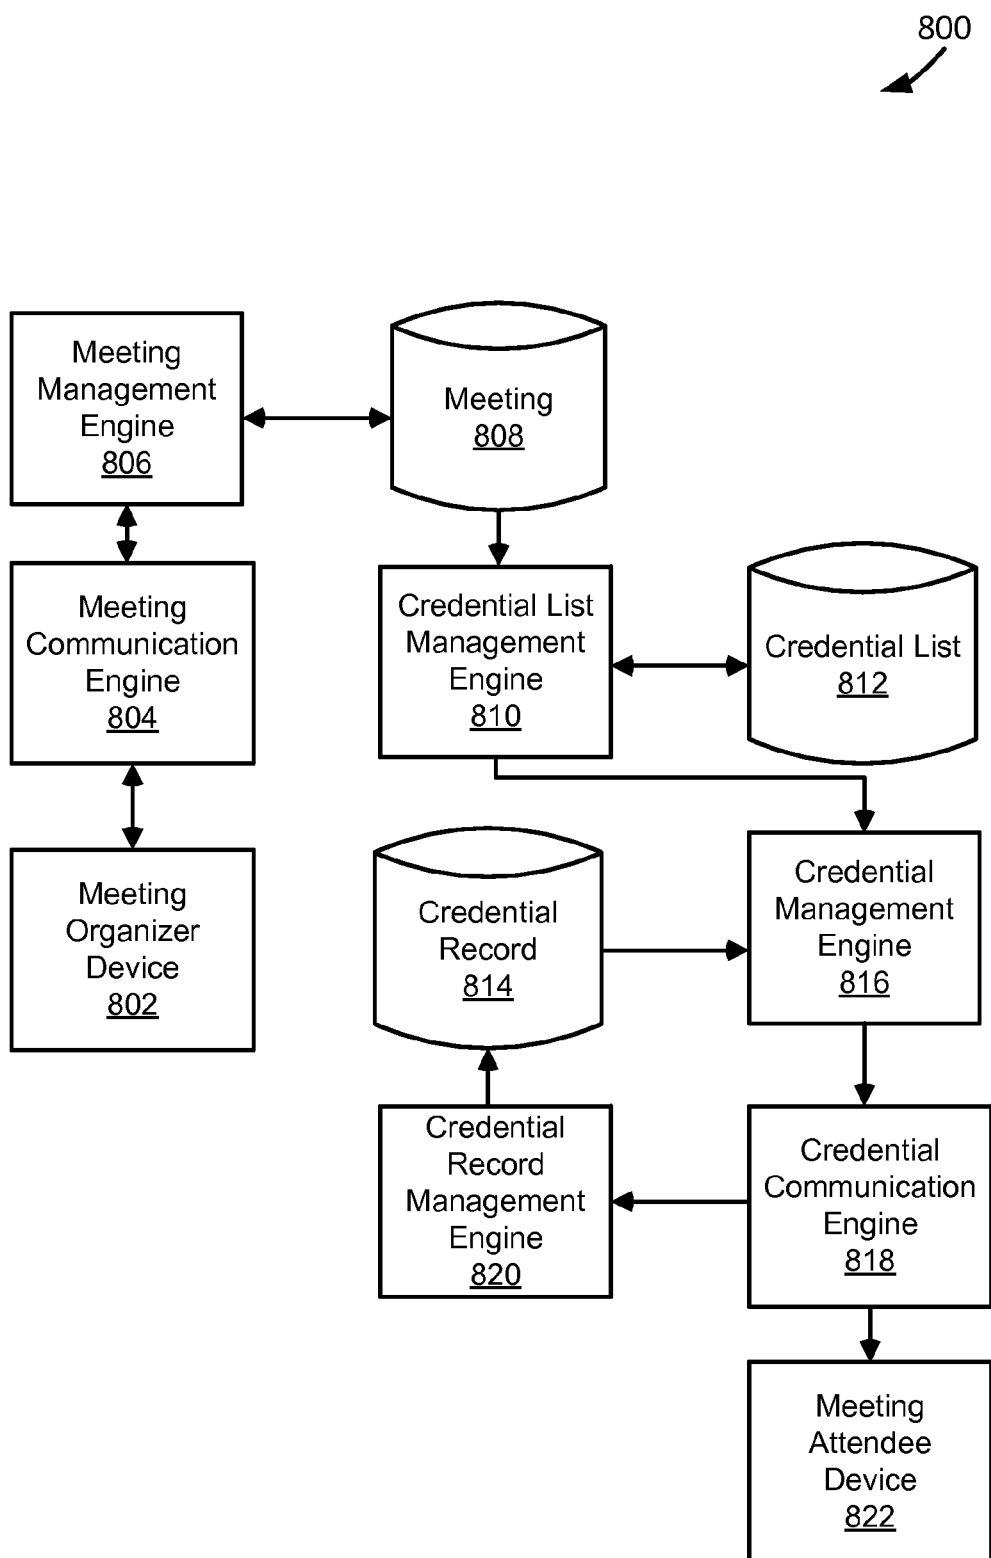 800
Meeting
Management
Engine
806
Meeting
808
Meeting
Communication
Engine
804
Credential List
Management
Engine
810
Credential List
812
Meeting
Organizer
Device
802
Credential
Record
814
Credential
Management
Engine
816
Credential
Record
Management
Engine
820
Credential
Communication
Engine
818
Meeting
Attendee
Device
822